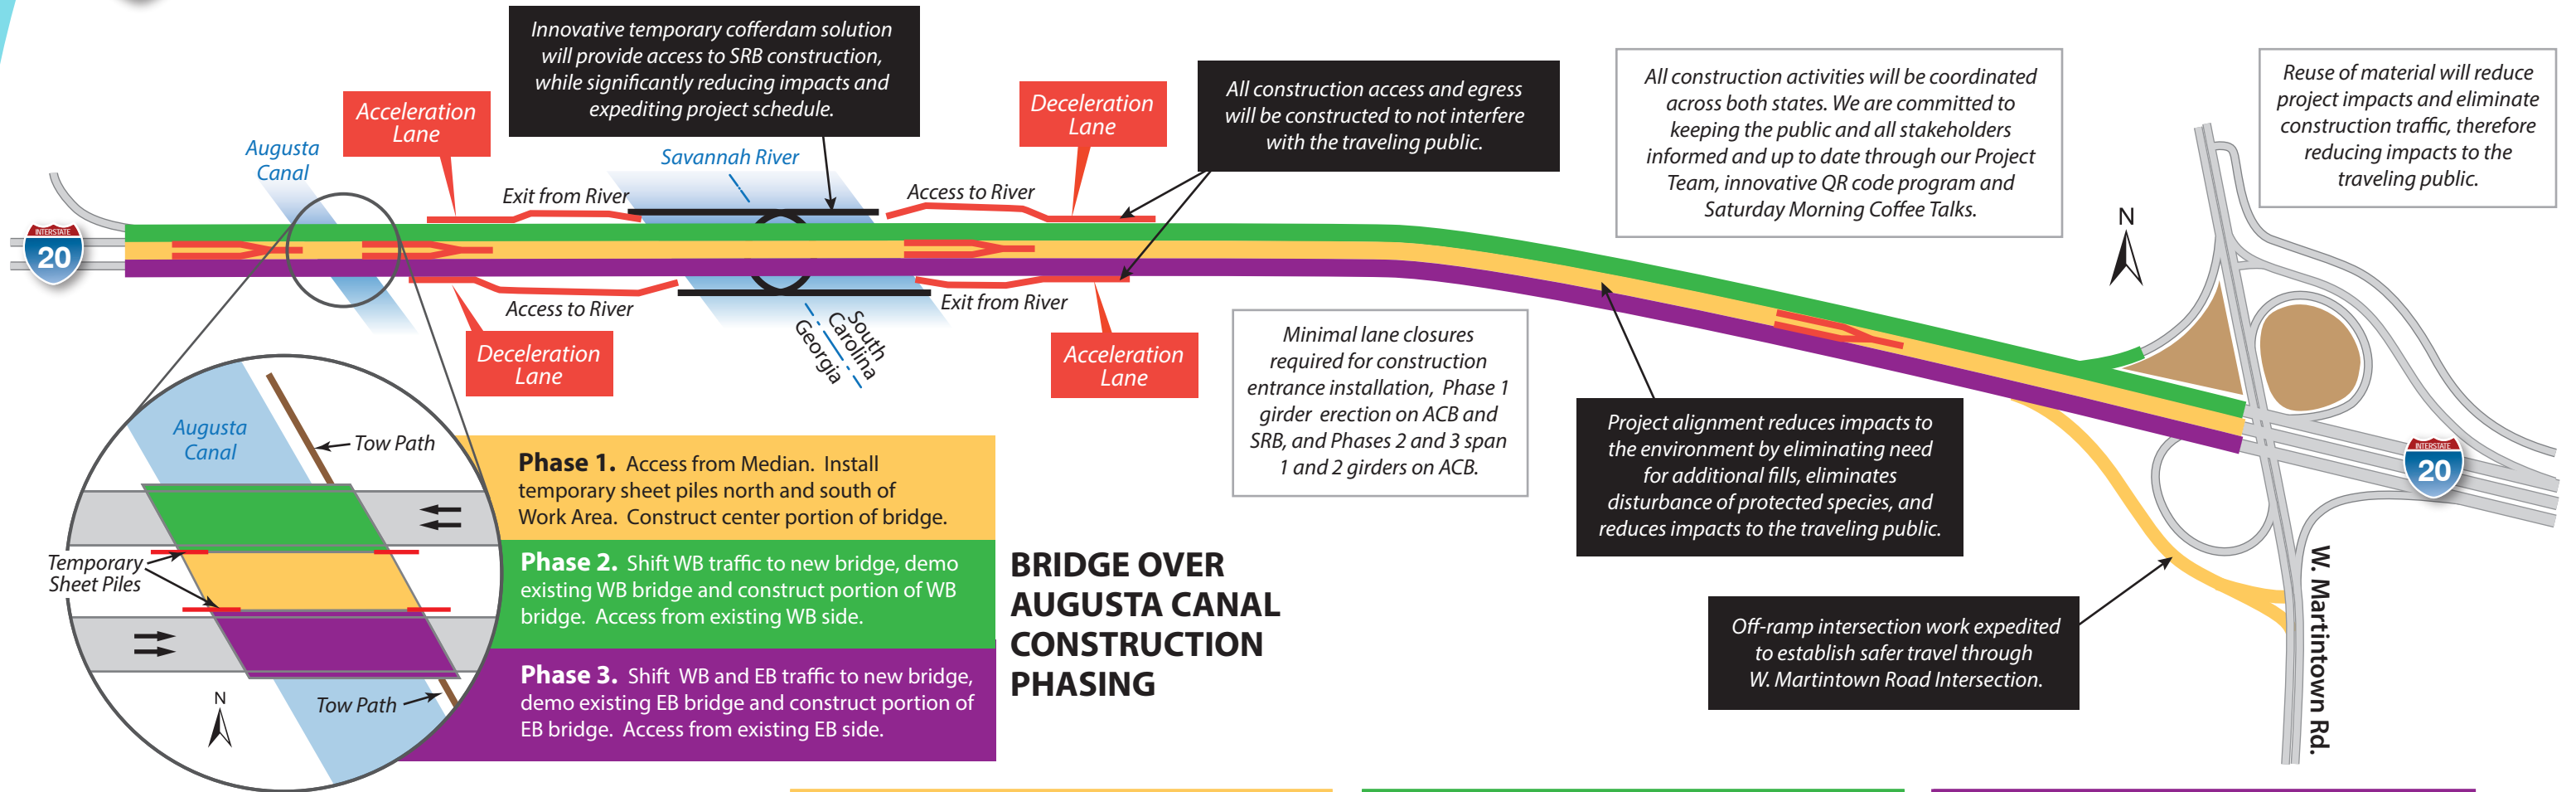 Innovative temporary cofferdam solution
will provide access to SRB construction,
while significantly reducing impacts and
expediting project schedule.
Acceleration
Lane
Deceleration
Lane
All construction access and egress
will be constructed to not interfere
with the traveling public.
All construction activities will be coordinated
across both states. We are committed to
keeping the public and all stakeholders
informed and up to date through our Project
Team, innovative QR code program and
Saturday Morning Coffee Talks.
Reuse of material will reduce
project impacts and eliminate
construction traffic, therefore
reducing impacts to the
traveling public.
Augusta
Canal
Savannah River
Exit from River
Access to River
N
INTERSTATE
20
Access to River
Exit from River
Georgia
South
Carolina
Deceleration
Lane
Acceleration
Lane
Minimal lane closures
required for construction
entrance installation, Phase 1
girder erection on ACB and
SRB, and Phases 2 and 3 span
1 and 2 girders on ACB.
Project alignment reduces impacts to
the environment by eliminating need
for additional fills, eliminates
disturbance of protected species, and
reduces impacts to the traveling public.
INTERSTATE
20
Augusta
Canal
Tow Path
Temporary
Sheet Piles
Tow Path
N
Phase 1. Access from Median. Install
temporary sheet piles north and south of
Work Area. Construct center portion of bridge.
Phase 2. Shift WB traffic to new bridge, demo
existing WB bridge and construct portion of WB
bridge. Access from existing WB side.
Phase 3. Shift WB and EB traffic to new bridge,
demo existing EB bridge and construct portion of
EB bridge. Access from existing EB side.
BRIDGE OVER
AUGUSTA CANAL
CONSTRUCTION
PHASING
Off-ramp intersection work expedited
to establish safer travel through
W. Martintown Road Intersection.
W. Martintown Rd.